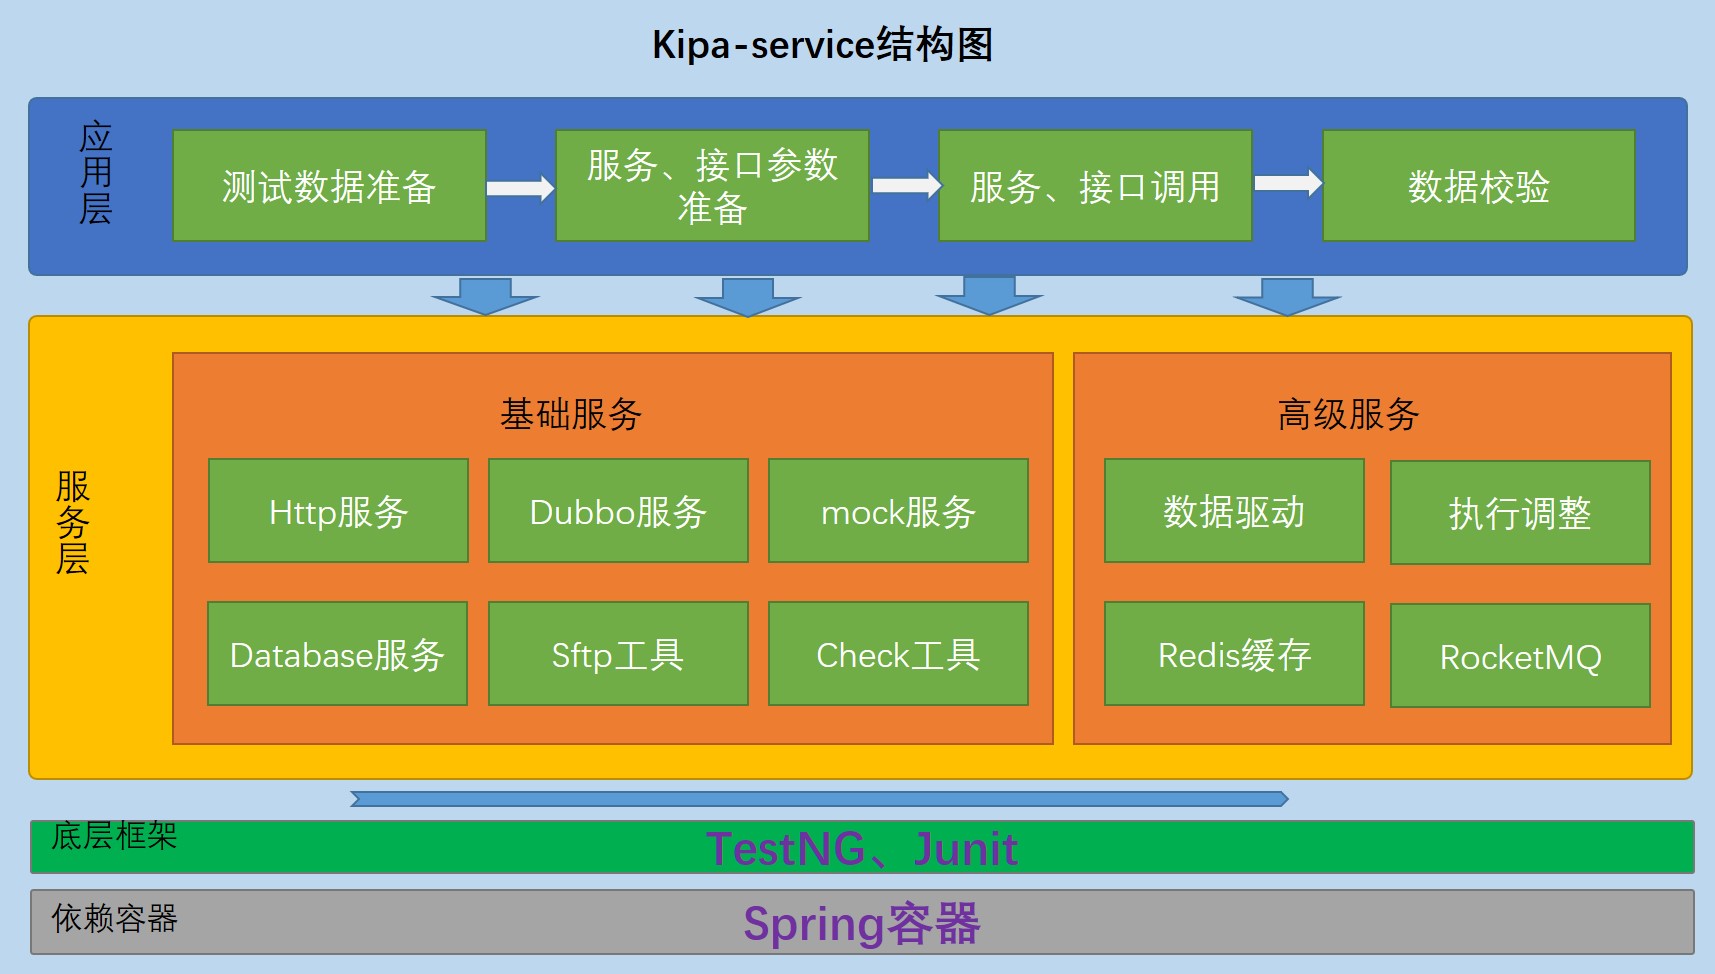 Kipa-service结构图
应用层
测试数据准备
服务、接口参数
准备
服务、接口调用
数据校验
服务层
基础服务
Http服务
Dubbo服务
mock服务
Database服务
Sftp工具
Check工具
高级服务
数据驱动
执行调整
Redis缓存
RocketMQ
底层框架
TestNG、Junit
依赖容器
Spring容器